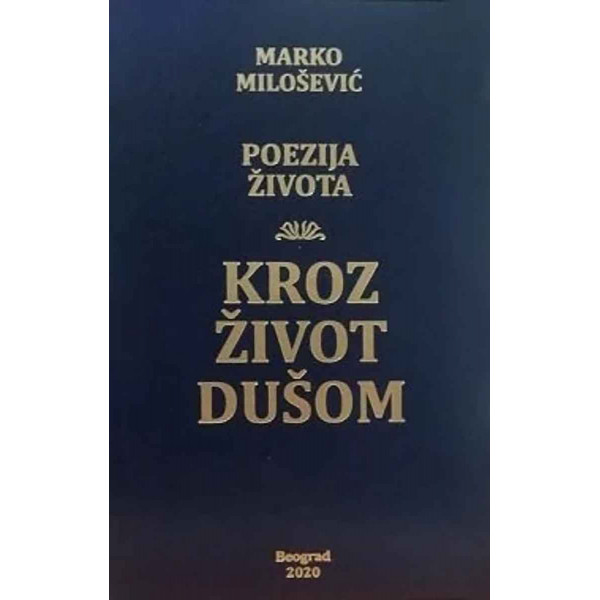 MARKO
MILOŠEVIĆ
POEZIJA
ŽIVOTA
KROZ
ŽIVOT
DUŠOM
Beograd
2020